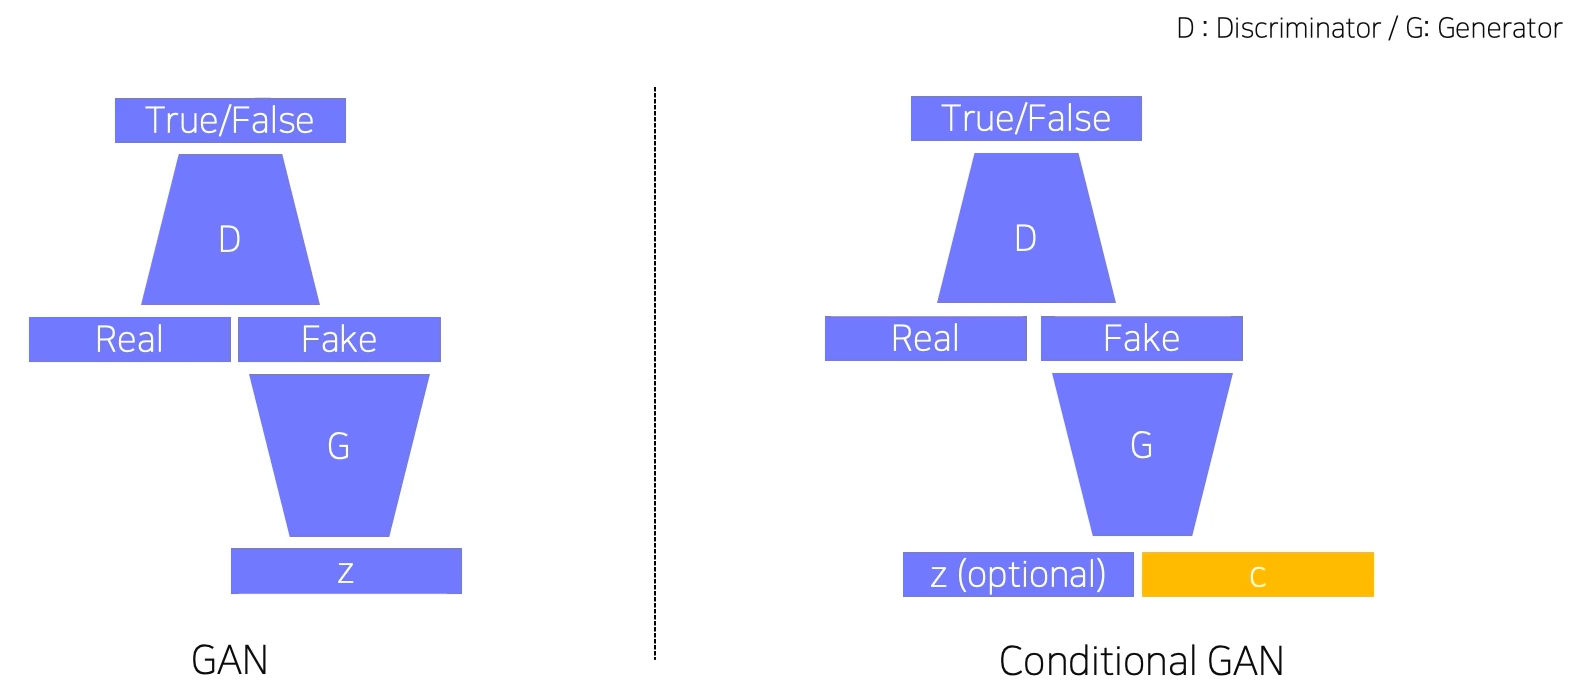 D : Discriminator / G: Generator
True/False
D
Real
Fake
G
z
GAN
True/False
D
Real
Fake
G
z (optional)
c
Conditional GAN